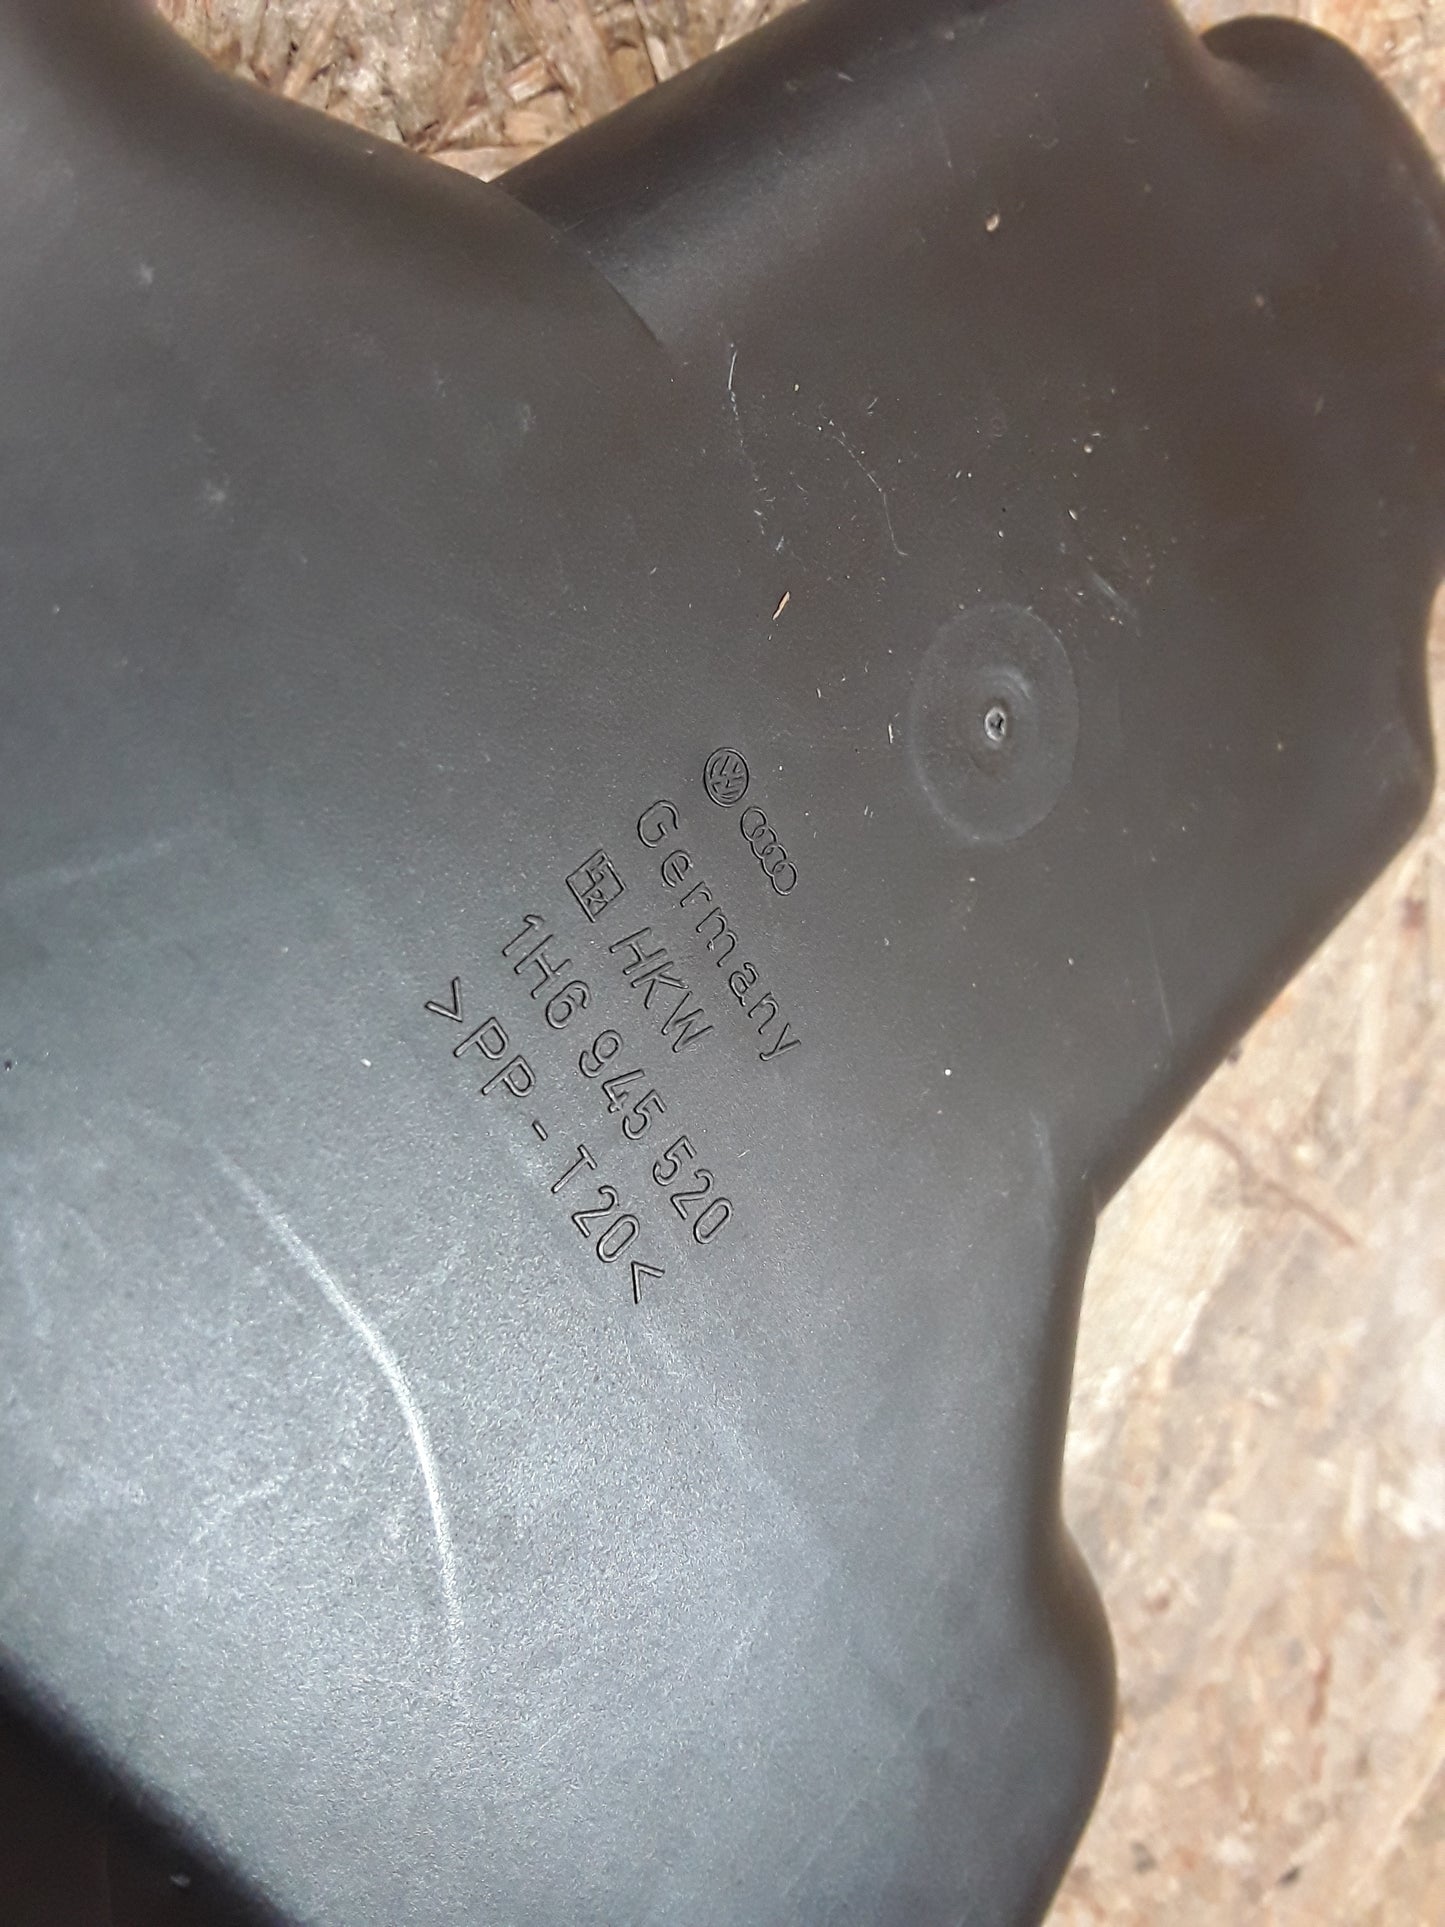 Germany
HKW
1H6 945 520
>PP-T20<